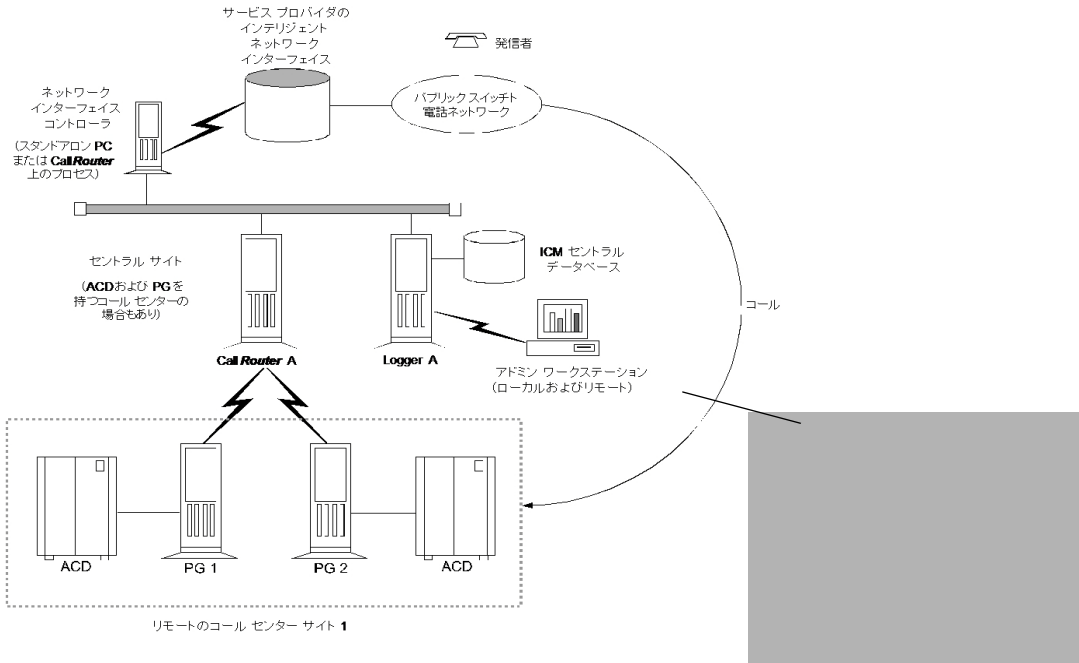 サービス プロバイダの
インテリジェント
ネットワーク
インターフェイス
発信者
ネットワーク
インターフェイス
コントローラ
(スタンドアロン PC
または CallRouter
上のプロセス)
パブリックスイッチト
電話ネットワーク
セントラル サイト
(ACDおよび PG を
持つコール センターの
場合もあり)
ICM セントラル
データベース
コール
CallRouter A
Logger A
アドミン ワークステーション
(ローカルおよびリモート)
ACD
PG 1
PG 2
ACD
リモートのコール センター サイト 1